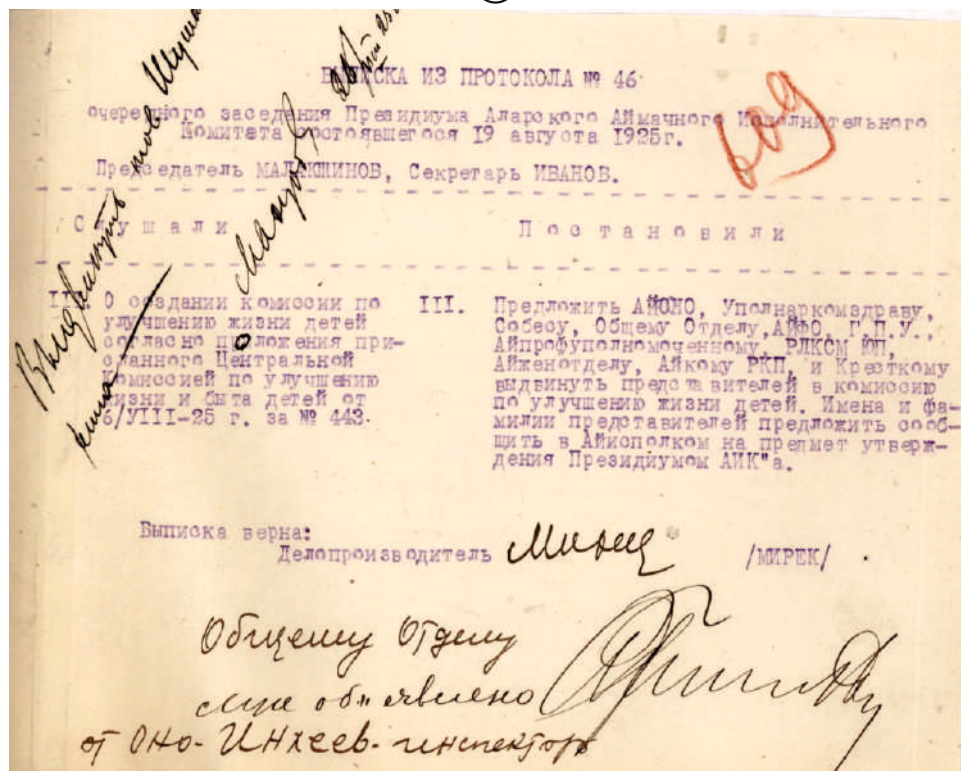 ВЫПИСКА ИЗ ПРОТОКОЛА № 46
очередного заседания Президиума Аларского Аймачного Исполнительного
Комитета состоявшегося 19 августа 1925г.
Председатель МАЛАКШИНОВ, Секретарь ИВАНОВ.
Слушали
Постановили
III. О создании комиссии по
улучшению жизни детей
согласно положения при-
сланного Центральной
Комиссией по улучшению
жизни и быта детей от
6/УIII-25 г. за № 443.
III. Предложить АЙОНО, Уполнаркомздраву,
Собесу, Общему Отделу, АЙФО, Г.П.У.,
Айпрофуполномоченному РЛКСМ ЮП,
Айженотделу, Айкому РКП, и Кресткому
выдвинуть представителей в комиссию
по улучшению жизни детей. Имена и фа-
милии представителей предложить сооб-
щить в Айисполком на предмет утверж-
дения Президиумом АИК"а.
Выписка верна:
Делопроизводитель /МИРЕК/
Общему Отделу
объявлено
от Оно- Инхеев- инспектор
Выдвинуть тов